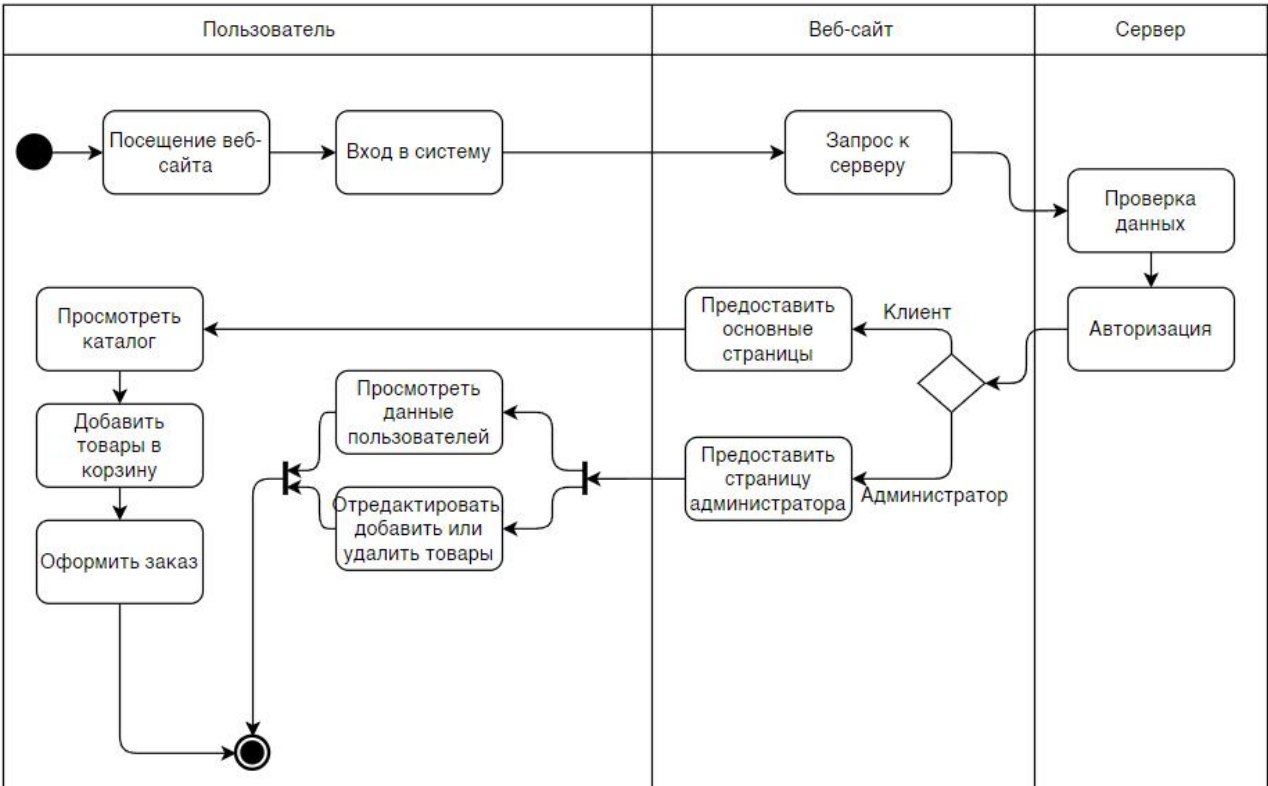 Пользователь
Веб-сайт
Сервер
Посещение веб-
сайта
Вход в систему
Запрос к
серверу
Проверка
данных
Авторизация
Клиент
Администратор
Предоставить
основные
страницы
Просмотреть
каталог
Добавить
товары в
корзину
Оформить заказ
Предоставить
страницу
администратора
Просмотреть
данные
пользователей
Отредактировать
добавить или
удалить товары